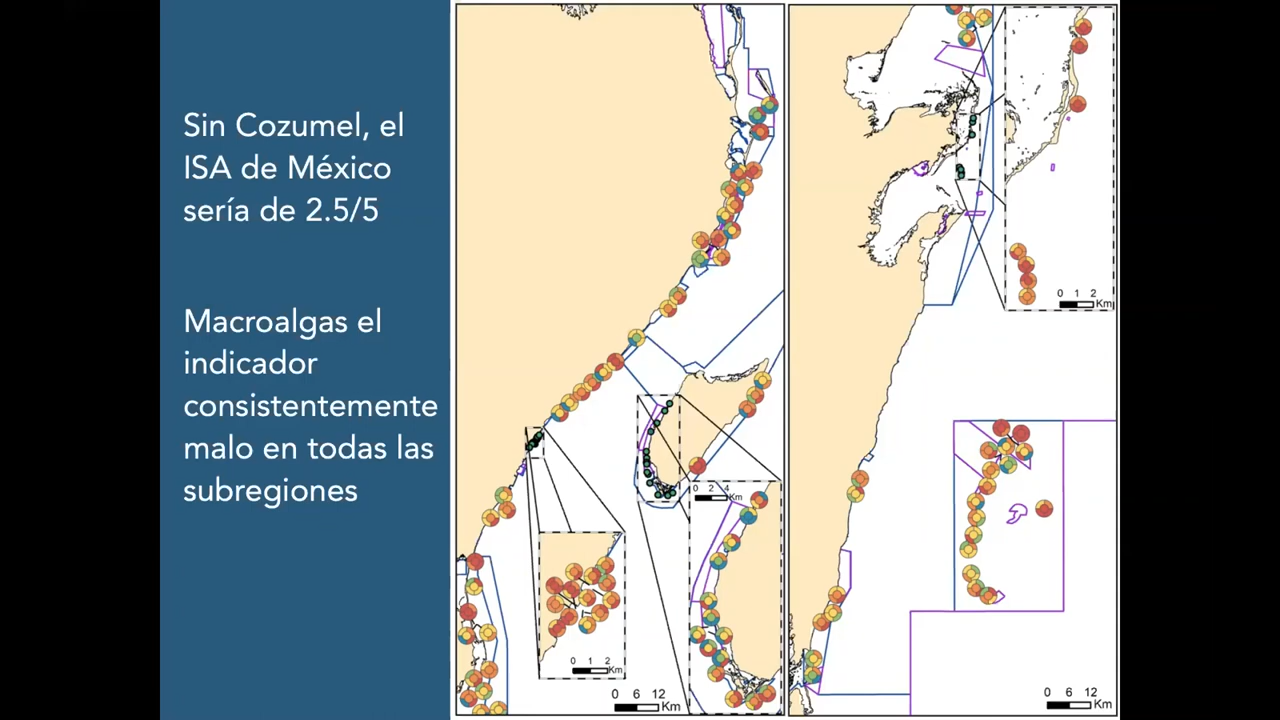 Sin Cozumel, el
ISA de México
sería de 2.5/5
Macroalgas el
indicador
consistentemente
malo en todas las
subregiones
0 1 2
Km
0 2 4
Km
0 1 2
Km
0 6 12
Km
0 6 12
Km